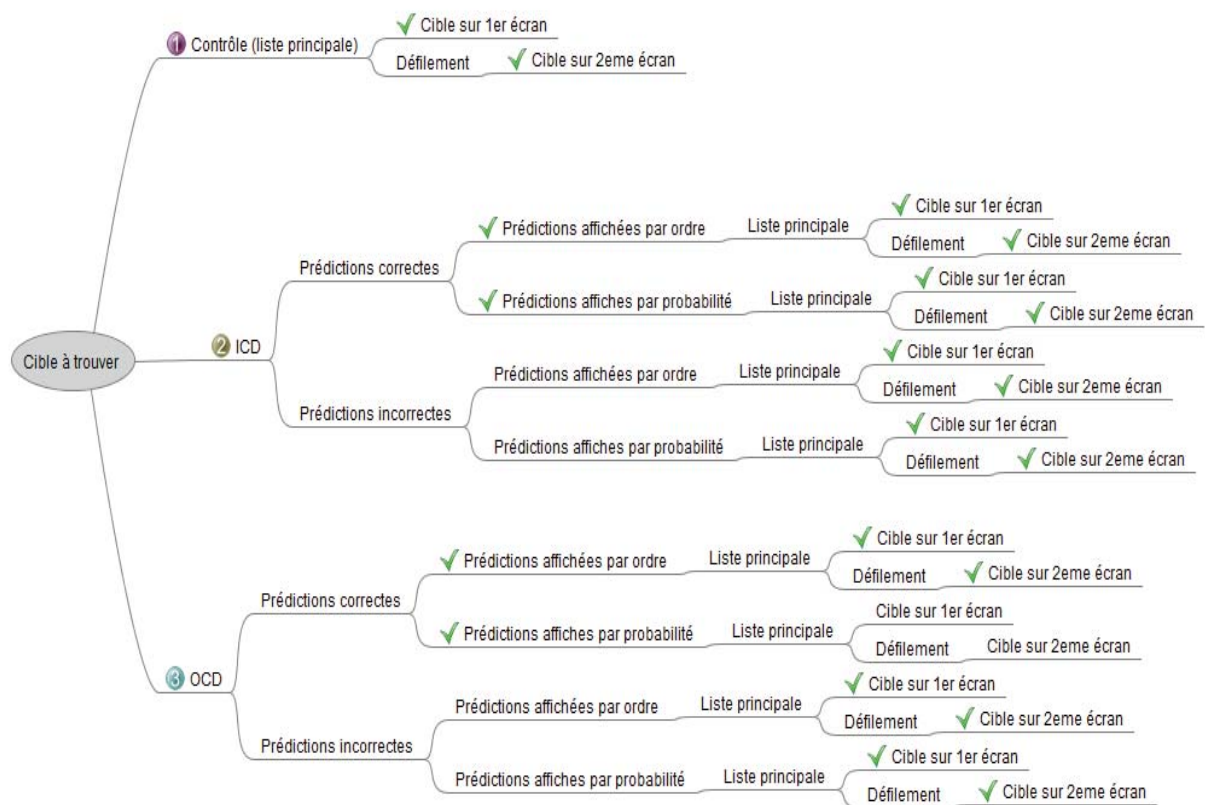 Cible à trouver
1 Contrôle (liste principale)
Cible sur 1er écran
Défilement
Cible sur 2eme écran
2 ICD
Prédictions correctes
Prédictions affichées par ordre
Liste principale
Cible sur 1er écran
Défilement
Cible sur 2eme écran
Prédictions affiches par probabilité
Liste principale
Cible sur 1er écran
Défilement
Cible sur 2eme écran
Prédictions incorrectes
Prédictions affichées par ordre
Liste principale
Cible sur 1er écran
Défilement
Cible sur 2eme écran
Prédictions affiches par probabilité
Liste principale
Cible sur 1er écran
Défilement
Cible sur 2eme écran
3 OCD
Prédictions correctes
Prédictions affichées par ordre
Liste principale
Cible sur 1er écran
Défilement
Cible sur 2eme écran
Prédictions affiches par probabilité
Liste principale
Cible sur 1er écran
Défilement
Cible sur 2eme écran
Prédictions incorrectes
Prédictions affichées par ordre
Liste principale
Cible sur 1er écran
Défilement
Cible sur 2eme écran
Prédictions affiches par probabilité
Liste principale
Cible sur 1er écran
Défilement
Cible sur 2eme écran